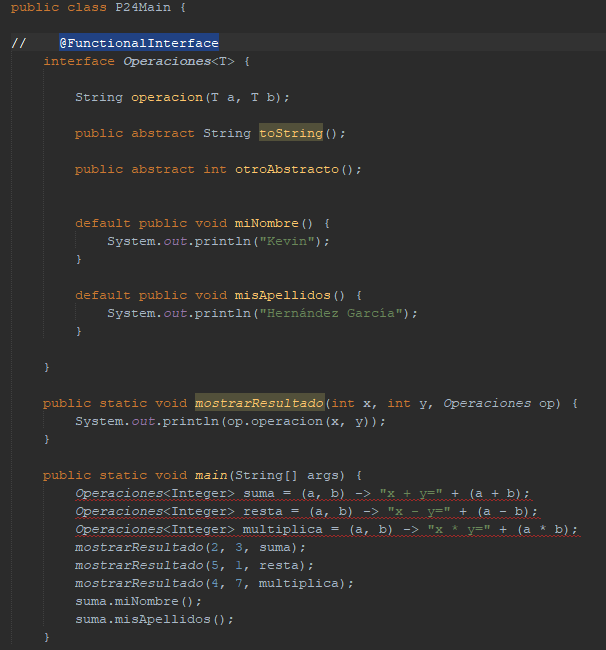 public class P24Main {
//    @FunctionalInterface
    interface Operaciones<T> {
        String operacion(T a, T b);
        public abstract String toString();
        public abstract int otroAbstracto();
        default public void miNombre() {
            System.out.println("Kevin");
        }
        default public void misApellidos() {
            System.out.println("Hernández García");
        }
    }
    public static void mostrarResultado(int x, int y, Operaciones op) {
        System.out.println(op.operacion(x, y));
    }
    public static void main(String[] args) {
        Operaciones<Integer> suma = (a, b) -> "x + y=" + (a + b);
        Operaciones<Integer> resta = (a, b) -> "x - y=" + (a - b);
        Operaciones<Integer> multiplica = (a, b) -> "x * y=" + (a * b);
        mostrarResultado(2, 3, suma);
        mostrarResultado(5, 1, resta);
        mostrarResultado(4, 7, multiplica);
        suma.miNombre();
        suma.misApellidos();
    }